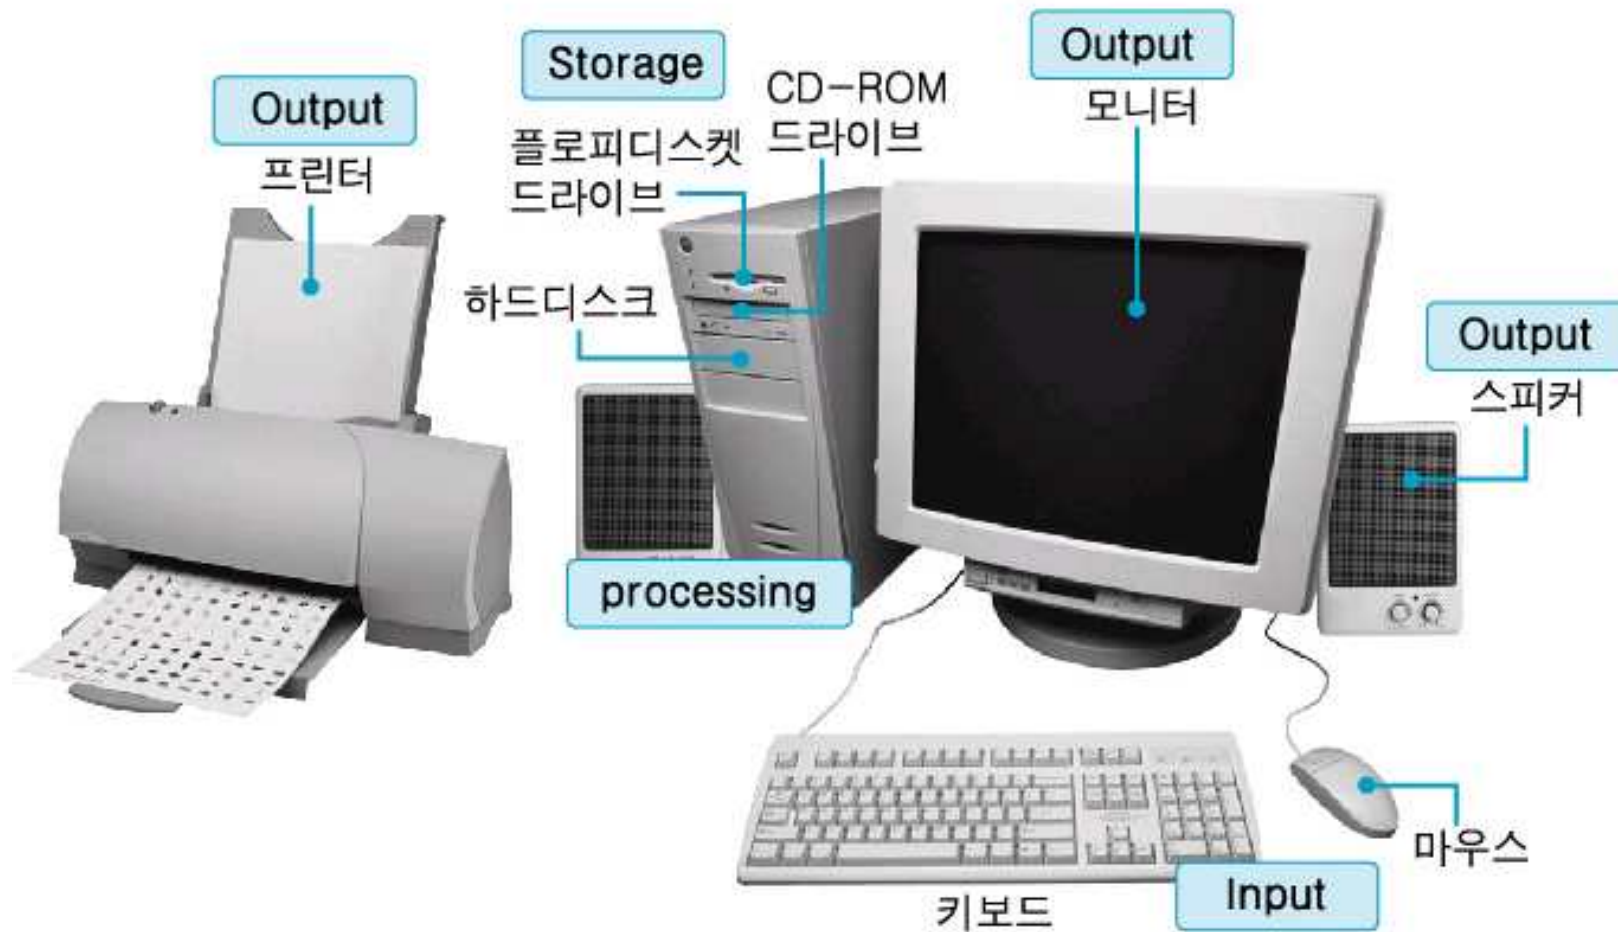 Output
프린터
Storage
플로피디스켓
드라이브
CD-ROM
드라이브
하드디스크
Output
모니터
Output
스피커
processing
키보드
Input
마우스